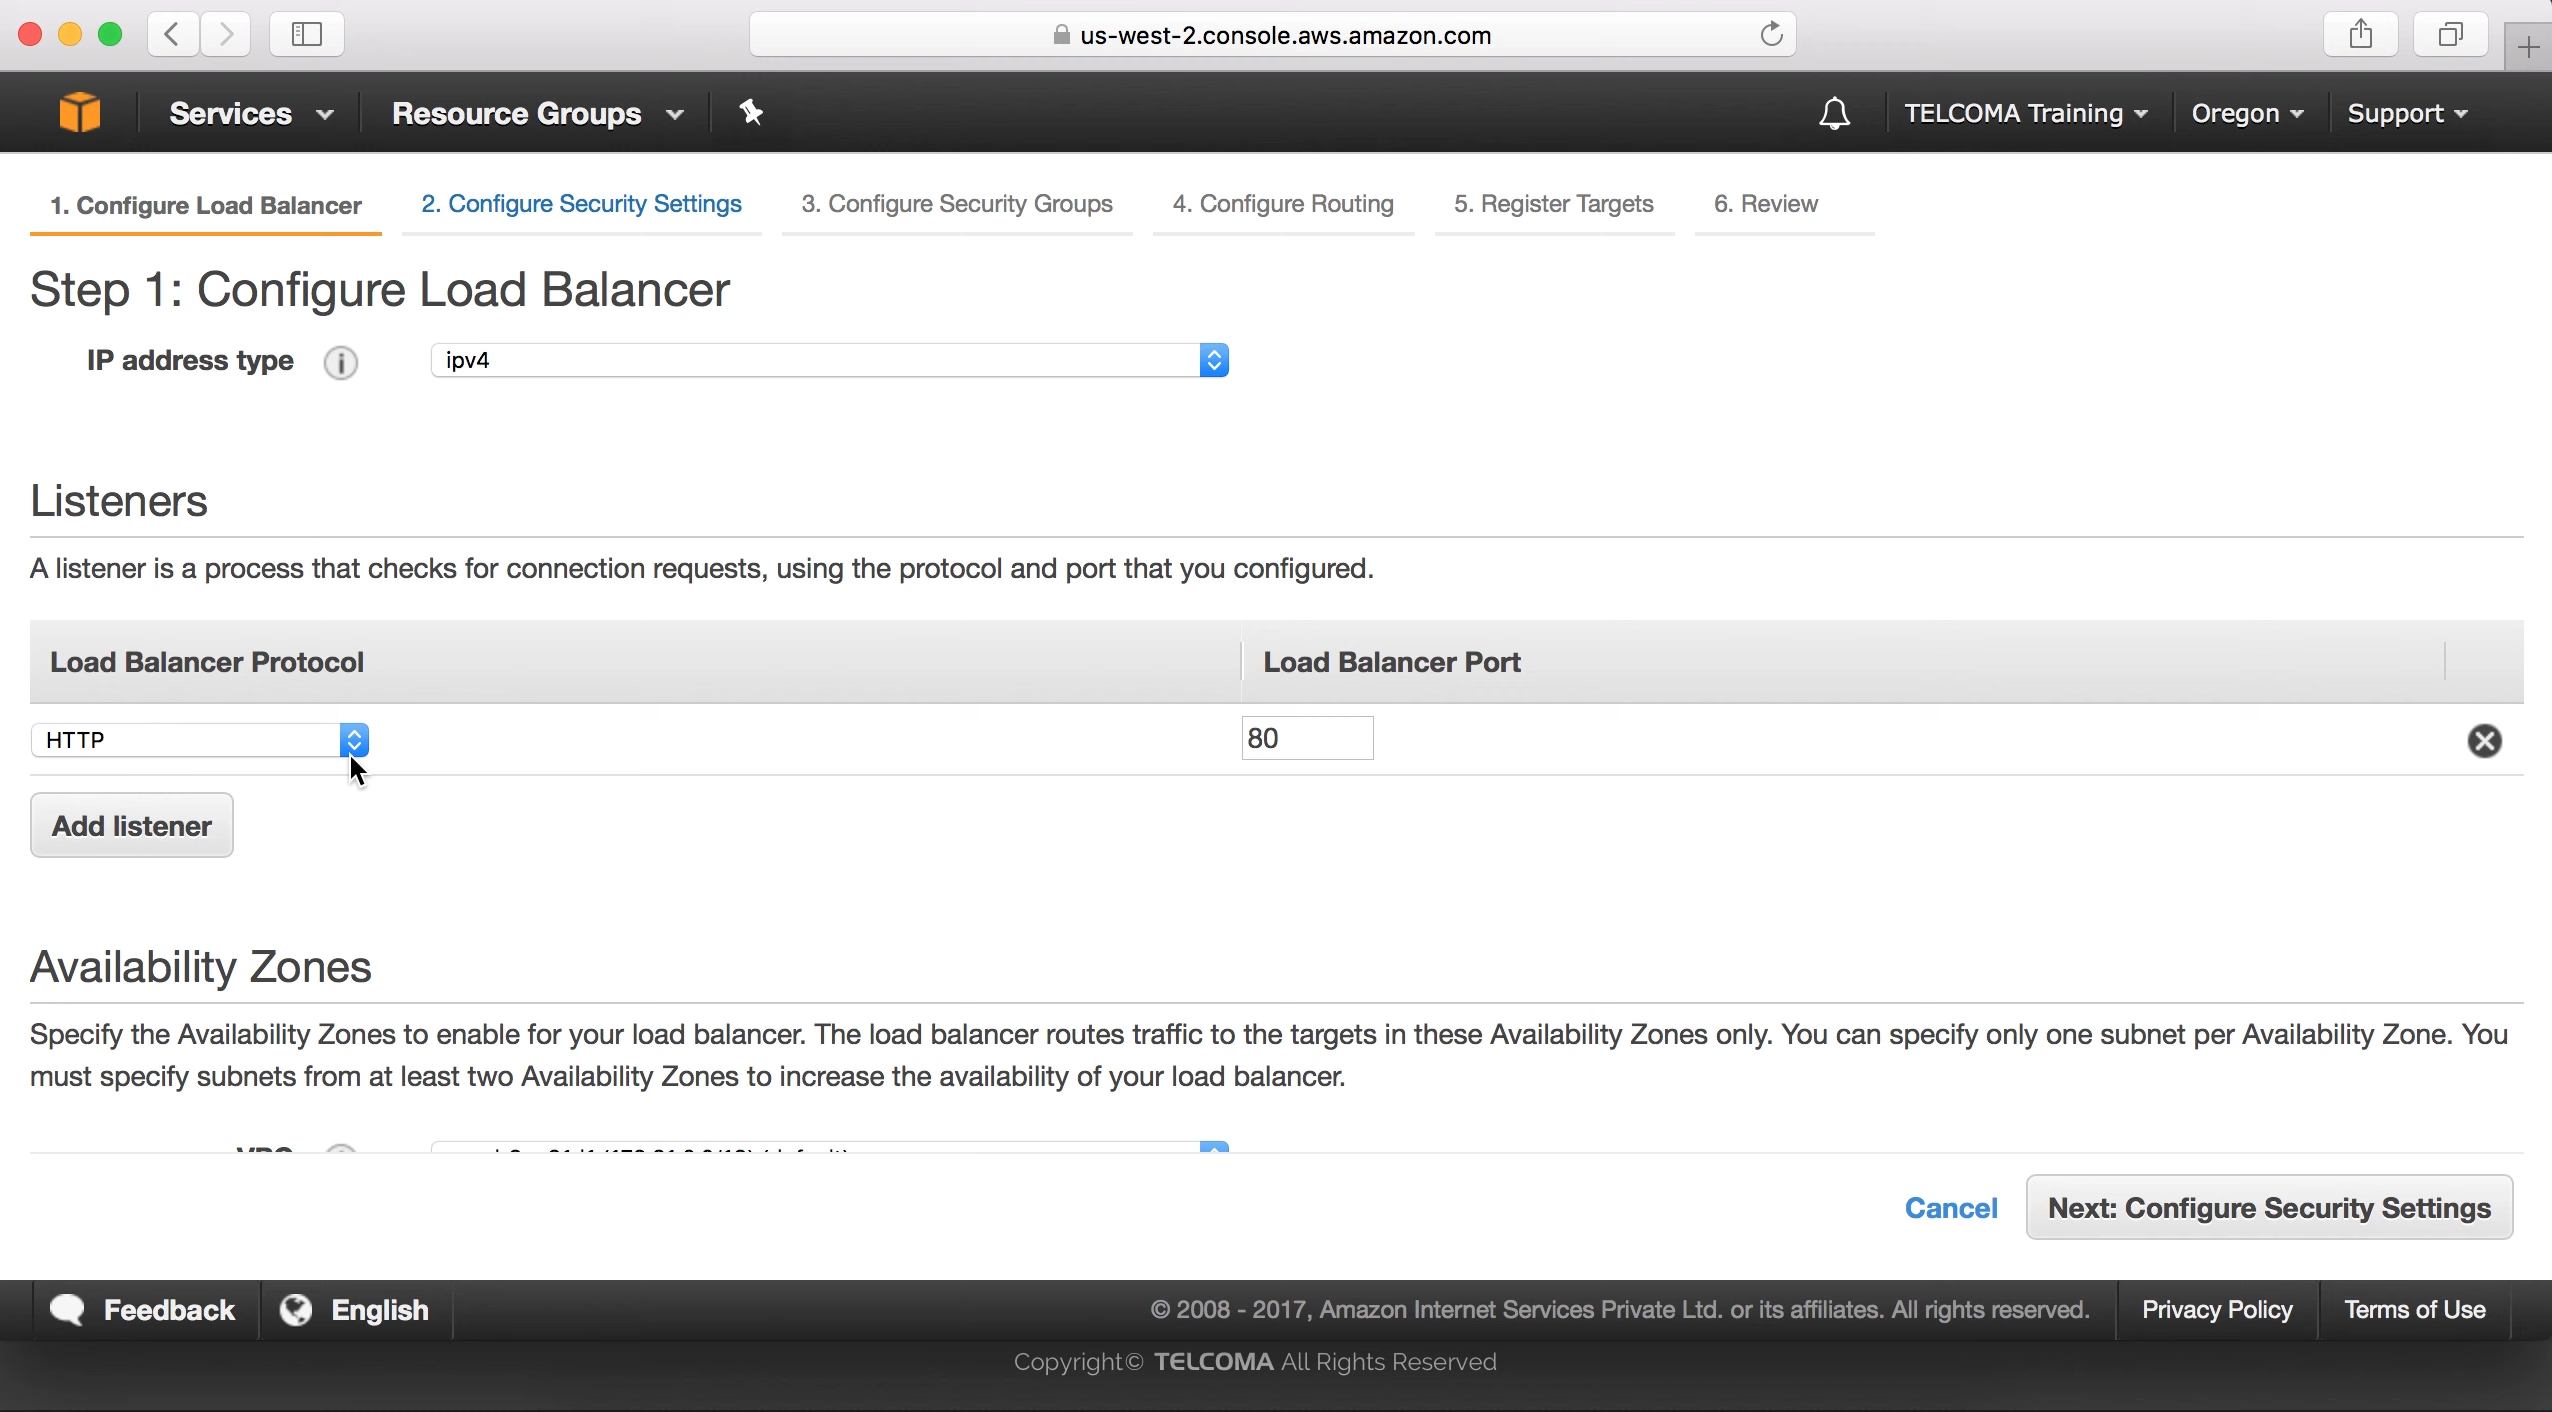 us-west-2.console.aws.amazon.com
Services
Resource Groups
TELCOMA Training
Oregon
Support
1. Configure Load Balancer
2. Configure Security Settings
3. Configure Security Groups
4. Configure Routing
5. Register Targets
6. Review
Step 1: Configure Load Balancer
IP address type
ipv4
Listeners
A listener is a process that checks for connection requests, using the protocol and port that you configured.
Load Balancer Protocol
Load Balancer Port
HTTP
80
Add listener
Availability Zones
Specify the Availability Zones to enable for your load balancer. The load balancer routes traffic to the targets in these Availability Zones only. You can specify only one subnet per Availability Zone. You
must specify subnets from at least two Availability Zones to increase the availability of your load balancer.
VPC
Cancel
Next: Configure Security Settings
Feedback
English
© 2008 - 2017, Amazon Internet Services Private Ltd. or its affiliates. All rights reserved.
Privacy Policy
Terms of Use
Copyright© TELCOMA All Rights Reserved